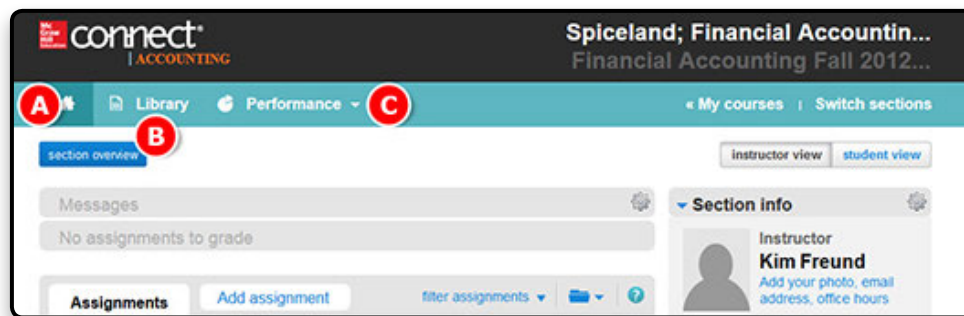 Mc Graw Hill Education
connect
ACCOUNTING
Spiceland; Financial Accountin...
Financial Accounting Fall 2012...
A
Library
B
Performance
C
« My courses | Switch sections
section overview
instructor view student view
Messages
No assignments to grade
Section info
Instructor
Kim Freund
Add your photo, email
address, office hours
Assignments
Add assignment
filter assignments
?